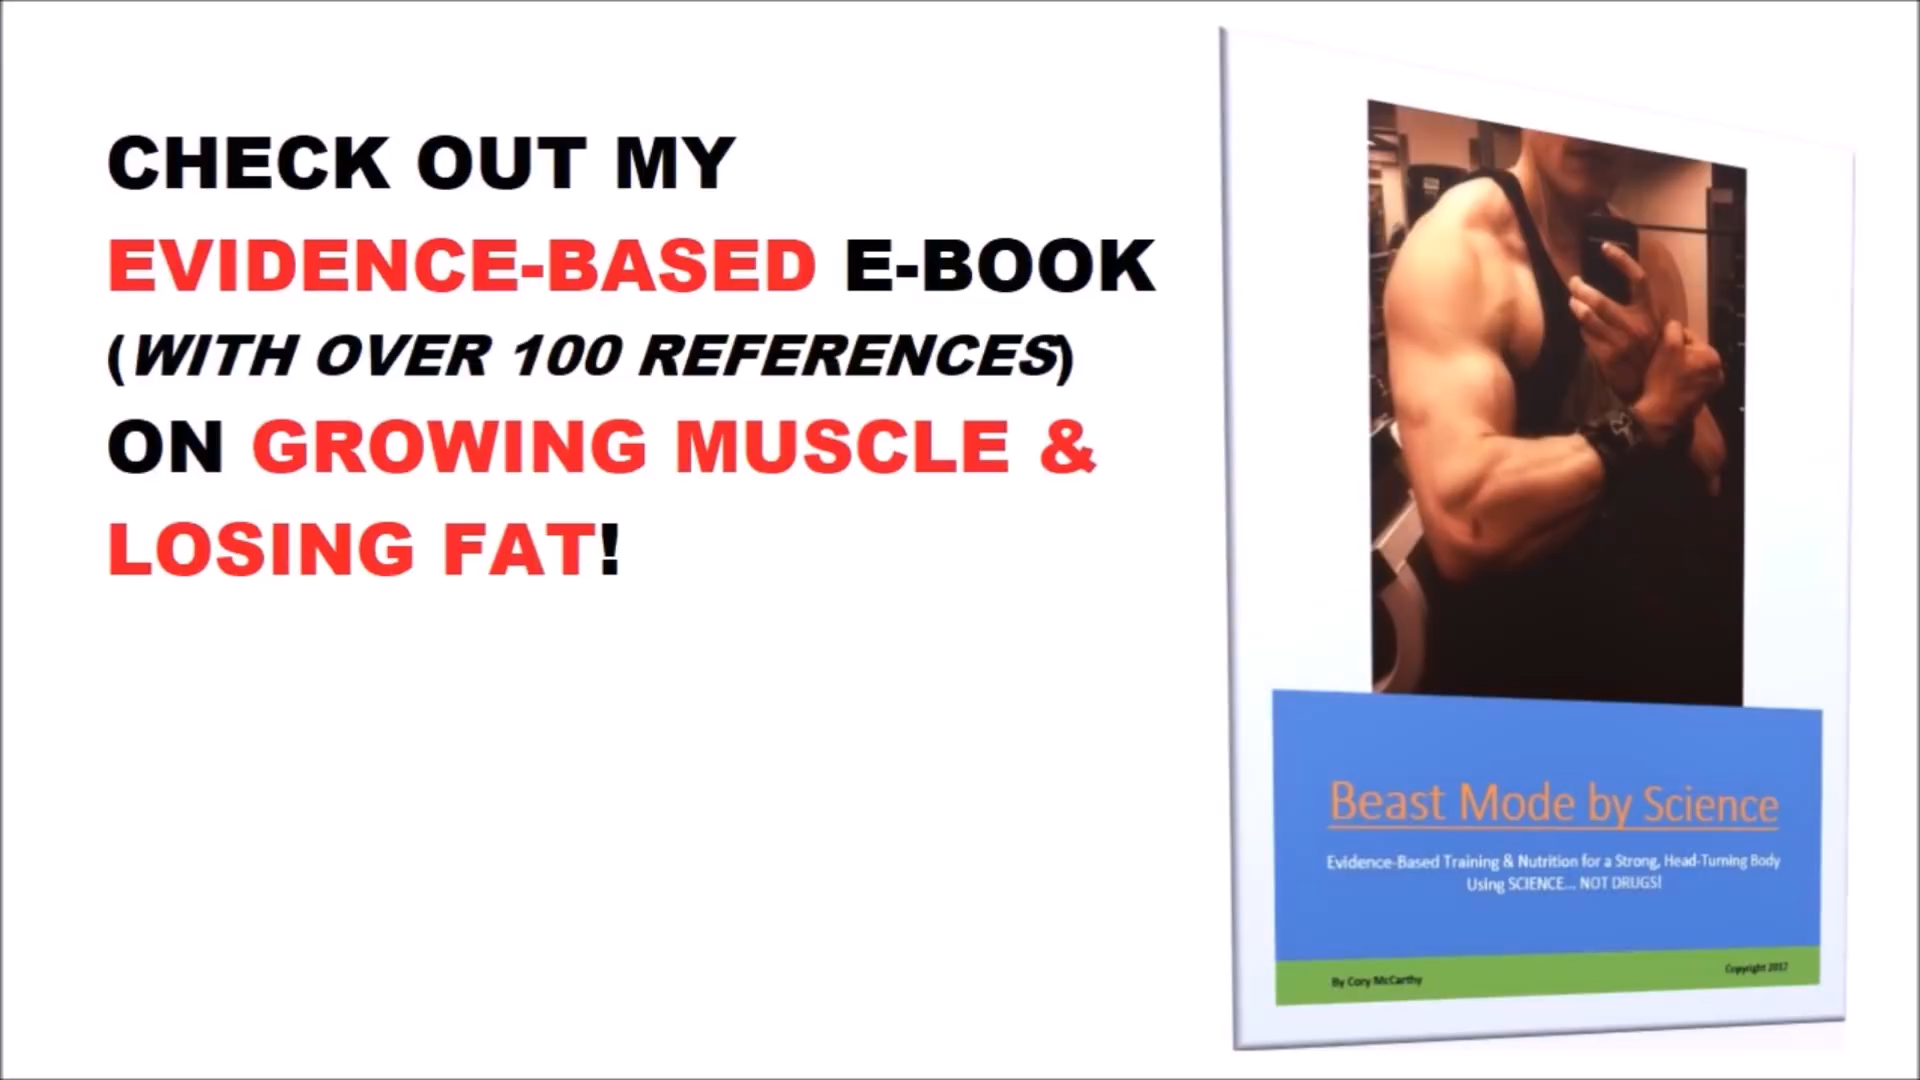 CHECK OUT MY
EVIDENCE-BASED E-BOOK
(WITH OVER 100 REFERENCES)
ON GROWING MUSCLE &
LOSING FAT!
Beast Mode by Science
Evidence-Based Training & Nutrition for a Strong, Head-Turning Body
Using SCIENCE... NOT DRUGS!
By Cory McCarthy
Copyright 2017